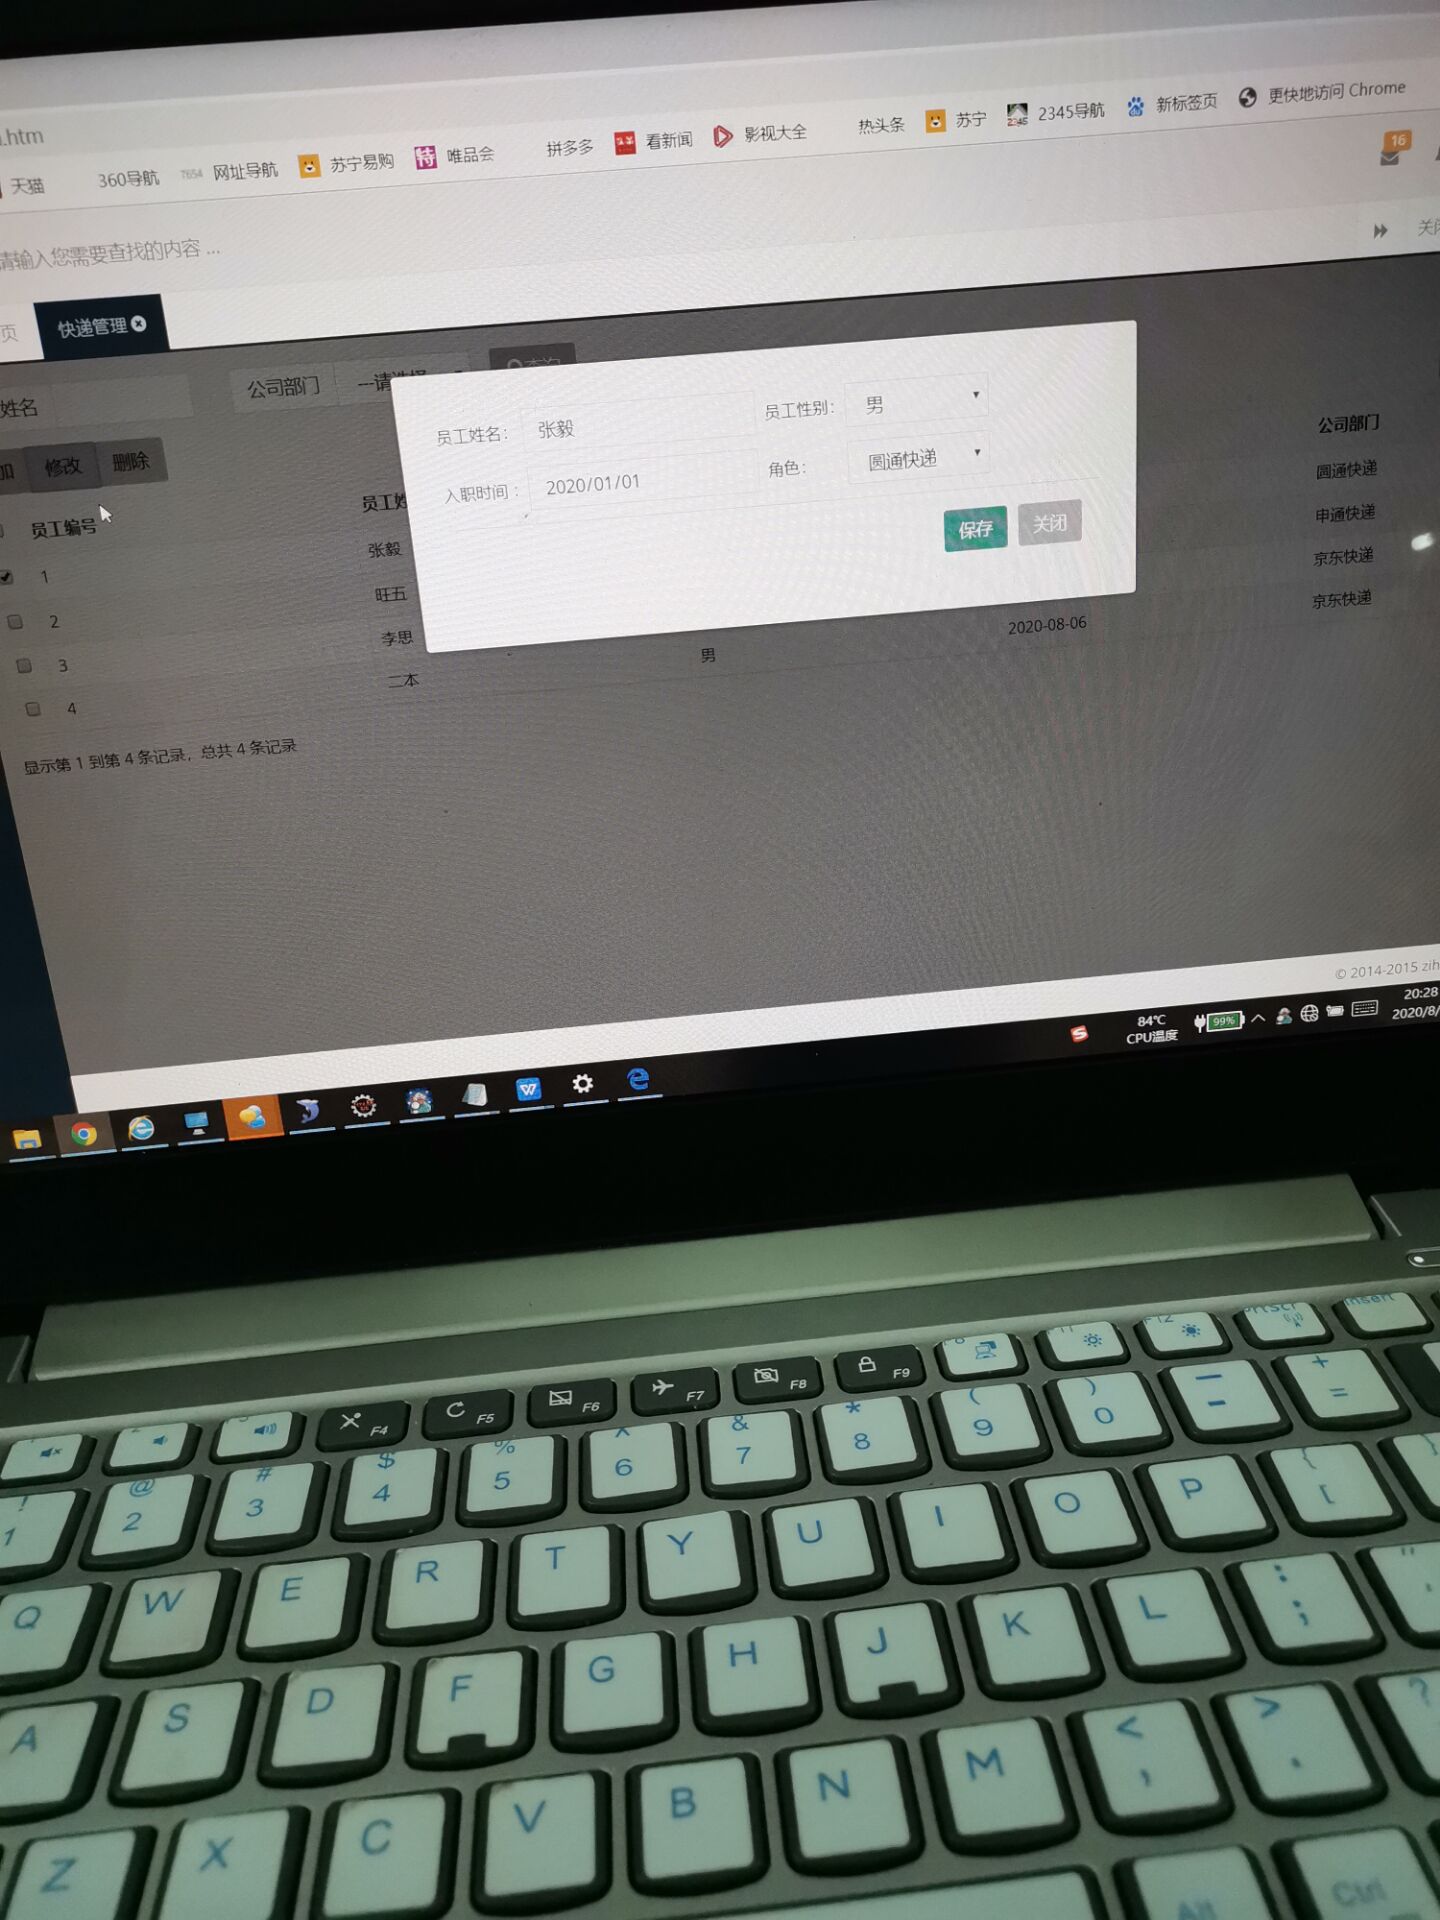 .htm
天猫 360导航 7654 网址导航 苏宁易购 特 唯品会 拼多多 看新闻 影视大全 热头条 苏宁 2345 2345导航 新标签页 更快地访问 Chrome
16
请输入您需要查找的内容 ...
页 快递管理
姓名 公司部门 ---请选择 查询
加 修改 删除
员工编号 员工姓 公司部门
1 张毅 圆通快递
2 旺五 申通快递
3 李思 京东快递
4 二本 男 2020-08-06 京东快递
显示第 1 到第 4 条记录，总共 4 条记录
员工姓名： 张毅 员工性别： 男
入职时间： 2020/01/01 角色： 圆通快递
保存 关闭
© 2014-2015 zih
84℃
CPU温度
99%
20:28
2020/8/
F4 F5 F6 F7 F8 F9 F12 PrtScr Insert
! 1 @ 2 # 3 $ 4 % 5 ^ 6 & 7 * 8 ( 9 ) 0 - + =
Q W E R T Y U I O P { [
A S D F G H J K L : ;
Z X C V B N M < , > . ?
Alt Ctrl